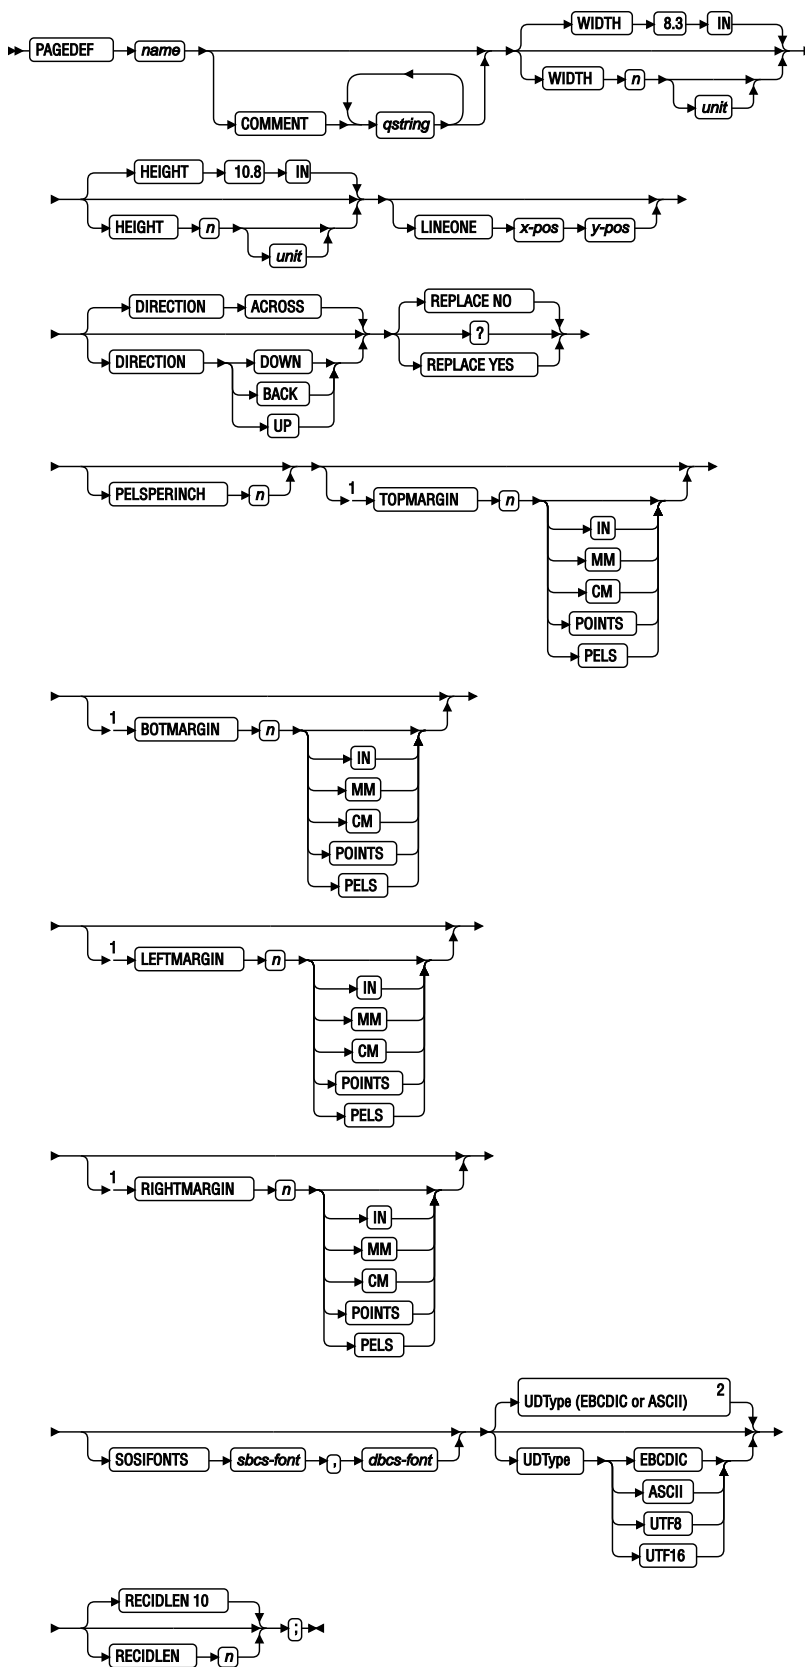 PAGEDEF name WIDTH 8.3 IN
COMMENT qstring WIDTH n unit
HEIGHT 10.8 IN
HEIGHT n unit LINEONE x-pos y-pos
DIRECTION ACROSS REPLACE NO
?
DIRECTION DOWN REPLACE YES
BACK
UP
PELSPERINCH n 1 TOPMARGIN n
IN
MM
CM
POINTS
PELS
1 BOTMARGIN n
IN
MM
CM
POINTS
PELS
1 LEFTMARGIN n
IN
MM
CM
POINTS
PELS
1 RIGHTMARGIN n
IN
MM
CM
POINTS
PELS
UDType (EBCDIC or ASCII) 2
SOSIFONTS sbcs-font , dbcs-font UDType EBCDIC
ASCII
UTF8
UTF16
RECIDLEN 10
;
RECIDLEN n